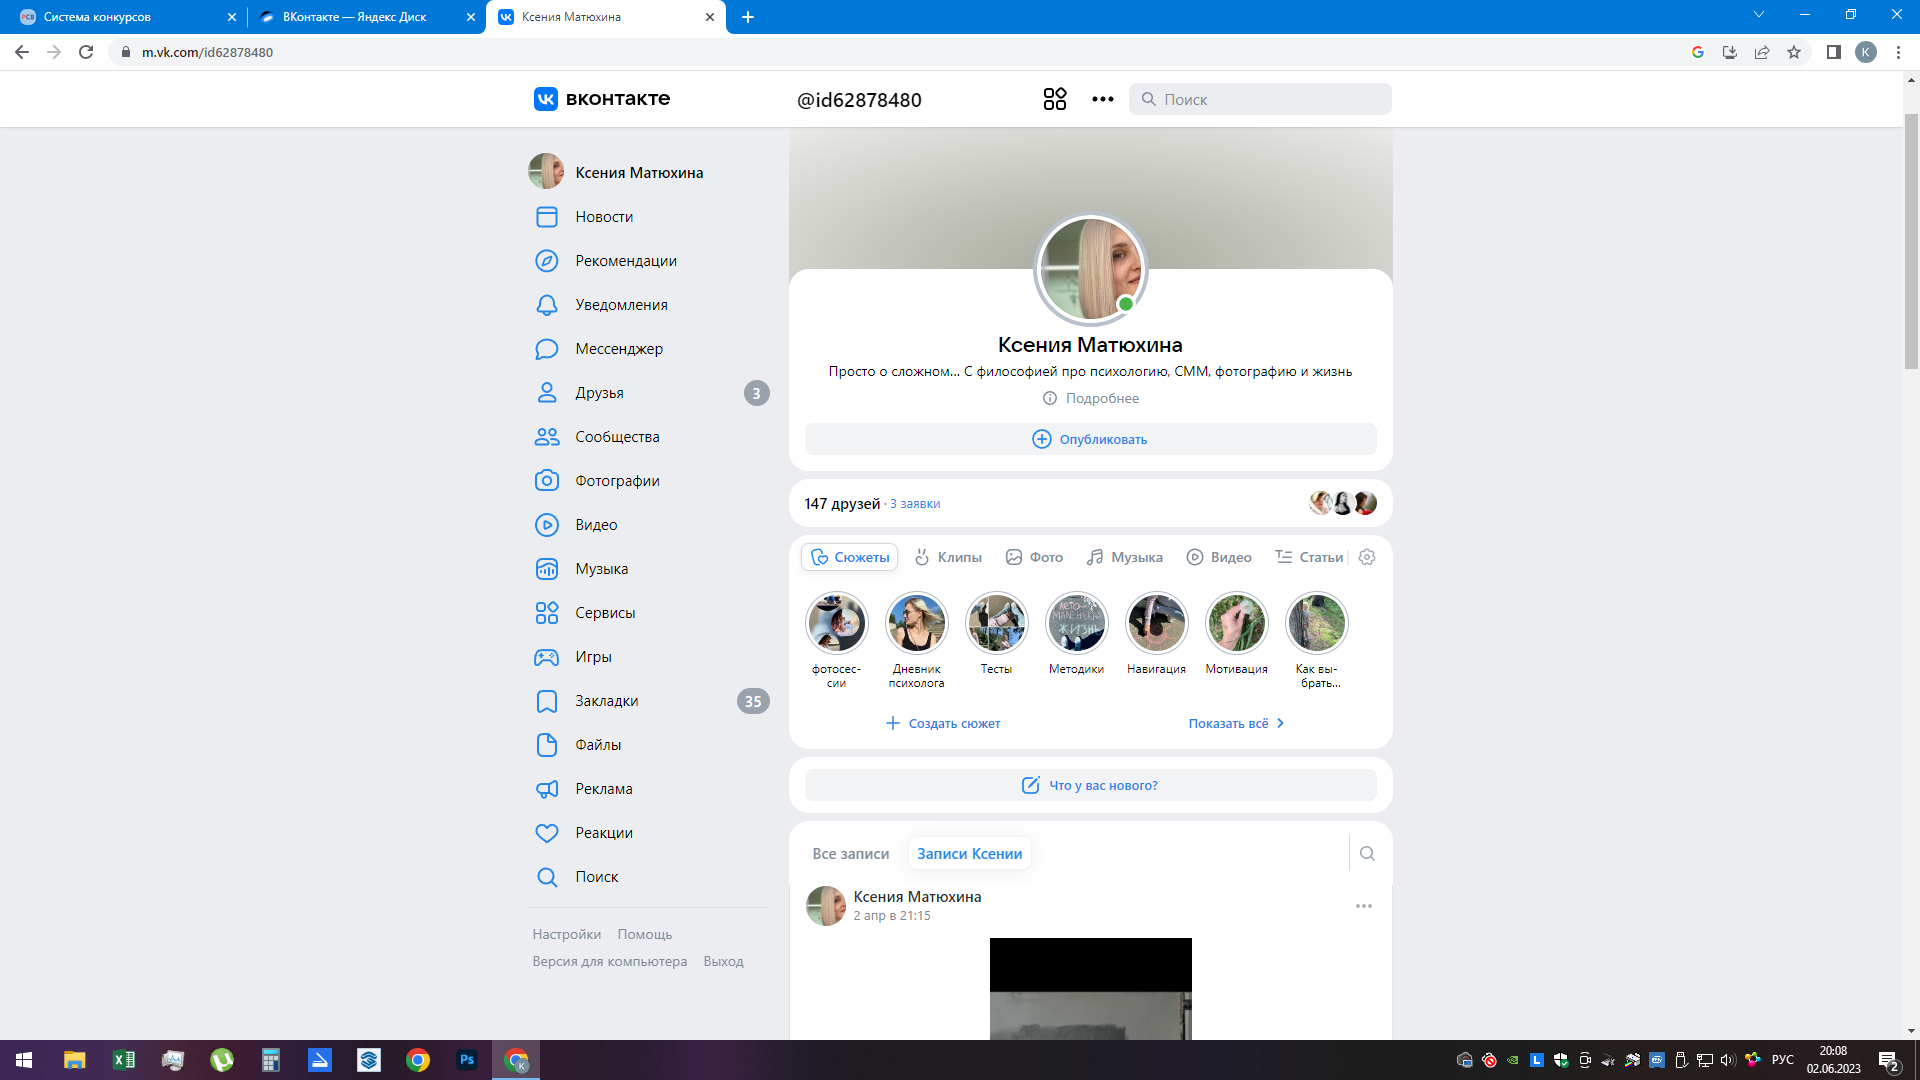 Система конкурсов
ВКонтакте — Яндекс Диск
Ксения Матюхина
m.vk.com/id62878480
K
вконтакте
@id62878480
Поиск
Ксения Матюхина
Новости
Рекомендации
Уведомления
Мессенджер
Друзья 3
Сообщества
Фотографии
Видео
Музыка
Сервисы
Игры
Закладки 35
Файлы
Реклама
Реакции
Поиск
Настройки Помощь
Версия для компьютера Выход
Ксения Матюхина
Просто о сложном... С философией про психологию, СММ, фотографию и жизнь
Подробнее
Опубликовать
147 друзей · 3 заявки
Сюжеты Клипы Фото Музыка Видео Статьи
ЛЕТО-
МАЛЕНЬКАЯ
ЖИЗНЬ
фотосес-
сии
Дневник
психолога
Тесты
Методики
Навигация
Мотивация
Как вы-
брать...
Создать сюжет
Показать всё
Что у вас нового?
Все записи Записи Ксении
Ксения Матюхина
2 апр в 21:15
Ps
РУС
20:08
02.06.2023
2